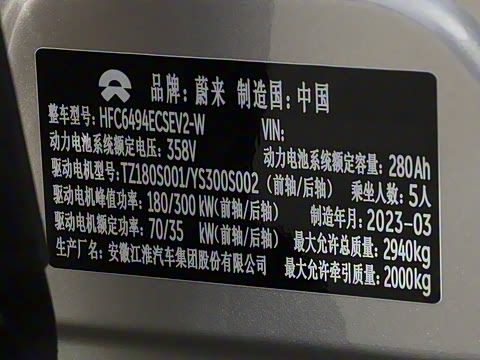 品牌：蔚来 制造国：中国
整车型号：HFC6494ECSEV2-W VIN:
动力电池系统额定电压：358V 动力电池系统额定容量：280Ah
驱动电机型号：TZ180S001/YS300S002（前轴/后轴） 乘坐人数：5人
驱动电机峰值功率：180/300 kW（前轴/后轴） 制造年月：2023-03
驱动电机额定功率：70/35 kW（前轴/后轴） 最大允许总质量：2940kg
生产厂名：安徽江淮汽车集团股份有限公司 最大允许牵引质量：2000kg